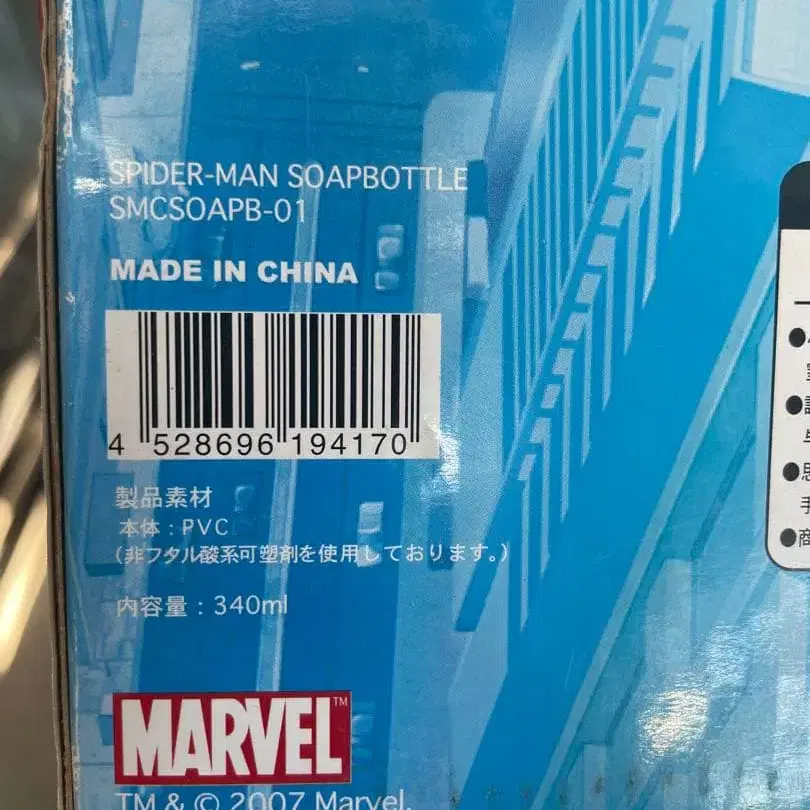 SPIDER-MAN SOAPBOTTLE
SMCSOAPB-01
MADE IN CHINA
4 528696 194170
製品素材
本体：PVC
(非フタル酸系可塑剤を使用しております。)
内容量：340ml
MARVEL™
TM & © 2007 Marvel.